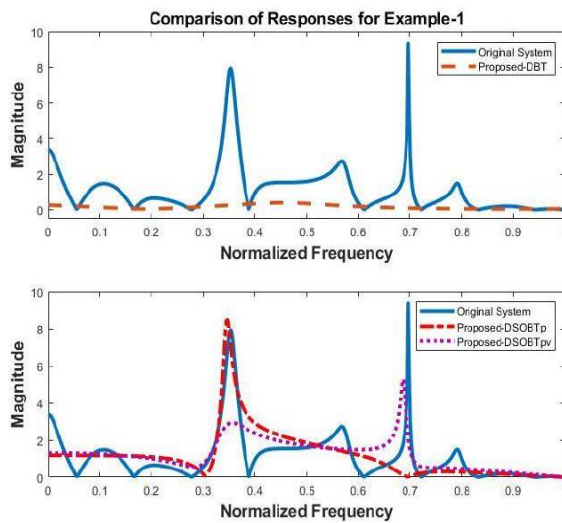 Comparison of Responses for Example-1
10
8
6
4
2
0
Magnitude
Original System
Proposed-DBT
0 0.1 0.2 0.3 0.4 0.5 0.6 0.7 0.8 0.9
Normalized Frequency
10
8
6
4
2
0
Magnitude
Original System
Proposed-DSOBTp
Proposed-DSOBTpv
0 0.1 0.2 0.3 0.4 0.5 0.6 0.7 0.8 0.9
Normalized Frequency